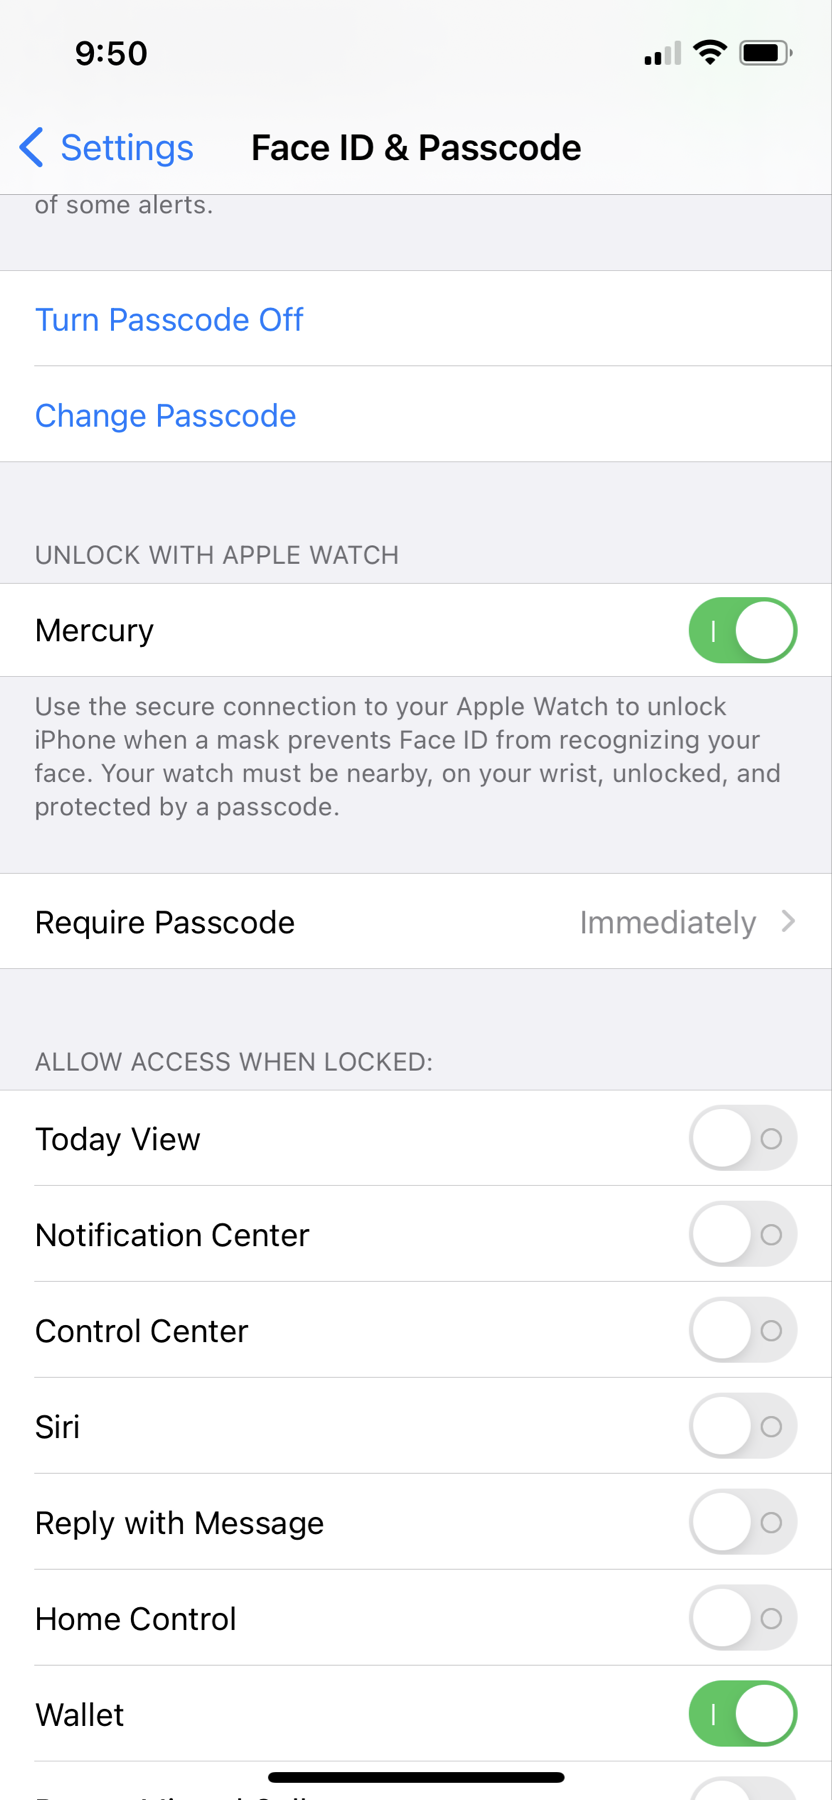 9:50
Settings
Face ID & Passcode
of some alerts.
Turn Passcode Off
Change Passcode
UNLOCK WITH APPLE WATCH
Mercury
Use the secure connection to your Apple Watch to unlock
iPhone when a mask prevents Face ID from recognizing your
face. Your watch must be nearby, on your wrist, unlocked, and
protected by a passcode.
Require Passcode Immediately
ALLOW ACCESS WHEN LOCKED:
Today View
Notification Center
Control Center
Siri
Reply with Message
Home Control
Wallet